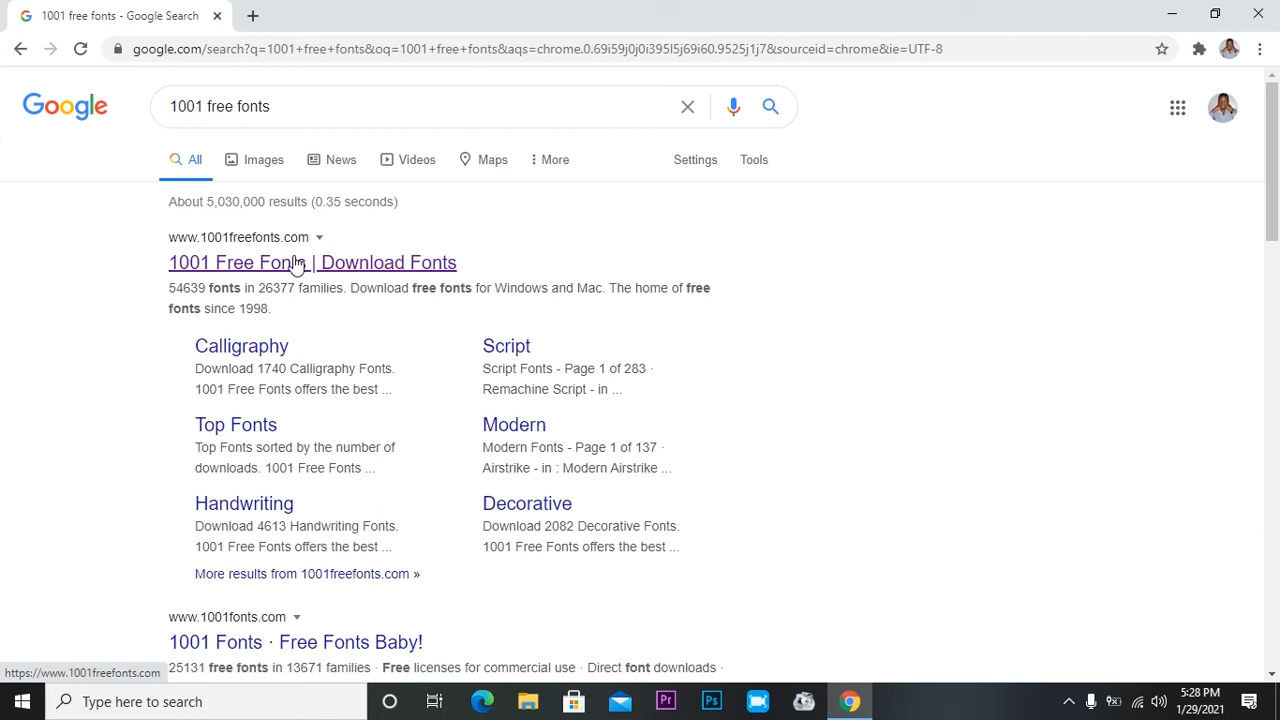 1001 free fonts - Google Search
google.com/search?q=1001+free+fonts&oq=1001+free+fonts&aqs=chrome.0.69i59j0j0i395l5j69i60.9525j1j7&sourceid=chrome&ie=UTF-8
Google
1001 free fonts
All Images News Videos Maps More Settings Tools
About 5,030,000 results (0.35 seconds)
www.1001freefonts.com
1001 Free Fonts | Download Fonts
54639 fonts in 26377 families. Download free fonts for Windows and Mac. The home of free
fonts since 1998.
Calligraphy
Download 1740 Calligraphy Fonts.
1001 Free Fonts offers the best ...
Script
Script Fonts - Page 1 of 283 ·
Remachine Script - in ...
Top Fonts
Top Fonts sorted by the number of
downloads. 1001 Free Fonts ...
Modern
Modern Fonts - Page 1 of 137 ·
Airstrike - in : Modern Airstrike ...
Handwriting
Download 4613 Handwriting Fonts.
1001 Free Fonts offers the best ...
Decorative
Download 2082 Decorative Fonts.
1001 Free Fonts offers the best ...
More results from 1001freefonts.com »
www.1001fonts.com
1001 Fonts · Free Fonts Baby!
25131 free fonts in 13671 families · Free licenses for commercial use · Direct font downloads ·
https://www.1001freefonts.com
Type here to search
Pr
Ps
5:28 PM
1/29/2021